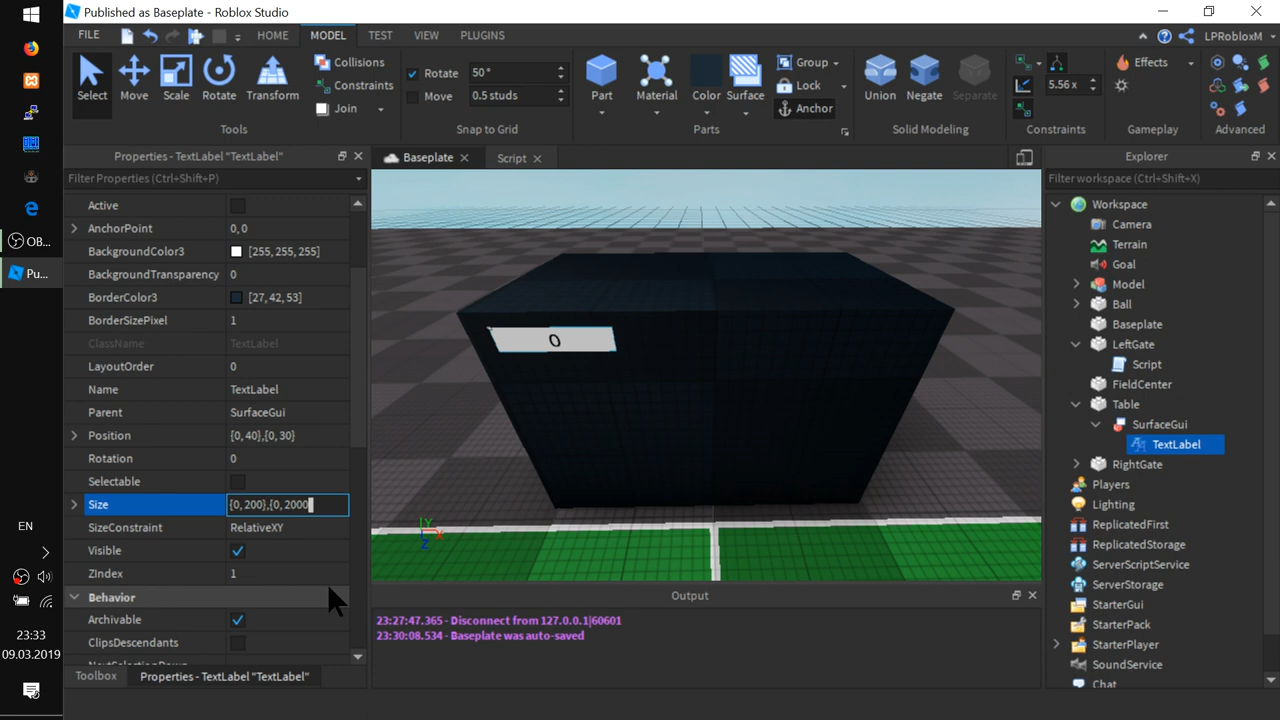 Published as Baseplate - Roblox Studio
FILE HOME MODEL TEST VIEW PLUGINS LPRobloxM
Select Move Scale Rotate Transform
Collisions
Constraints
Join
Tools
Rotate 50°
Move 0.5 studs
Snap to Grid
Part Material Color Surface
Group
Lock
Anchor
Parts
Union Negate Separate
Solid Modeling
5.56x
Constraints
Effects
Gameplay
Advanced
Properties - TextLabel "TextLabel"
Filter Properties (Ctrl+Shift+P)
Active
AnchorPoint 0, 0
BackgroundColor3 [255, 255, 255]
BackgroundTransparency 0
BorderColor3 [27, 42, 53]
BorderSizePixel 1
ClassName TextLabel
LayoutOrder 0
Name TextLabel
Parent SurfaceGui
Position {0, 40},{0, 30}
Rotation 0
Selectable
Size {0, 200},{0, 2000
SizeConstraint RelativeXY
Visible
ZIndex 1
Behavior
Archivable
ClipsDescendants
Toolbox Properties - TextLabel "TextLabel"
Baseplate Script
0
Y
X
Z
Output
23:27:47.365 - Disconnect from 127.0.0.1|60601
23:30:08.534 - Baseplate was auto-saved
Explorer
Filter workspace (Ctrl+Shift+X)
Workspace
Camera
Terrain
Goal
Model
Ball
Baseplate
LeftGate
Script
FieldCenter
Table
SurfaceGui
TextLabel
RightGate
Players
Lighting
ReplicatedFirst
ReplicatedStorage
ServerScriptService
ServerStorage
StarterGui
StarterPack
StarterPlayer
SoundService
Chat
OB...
Pu...
EN
23:33
09.03.2019